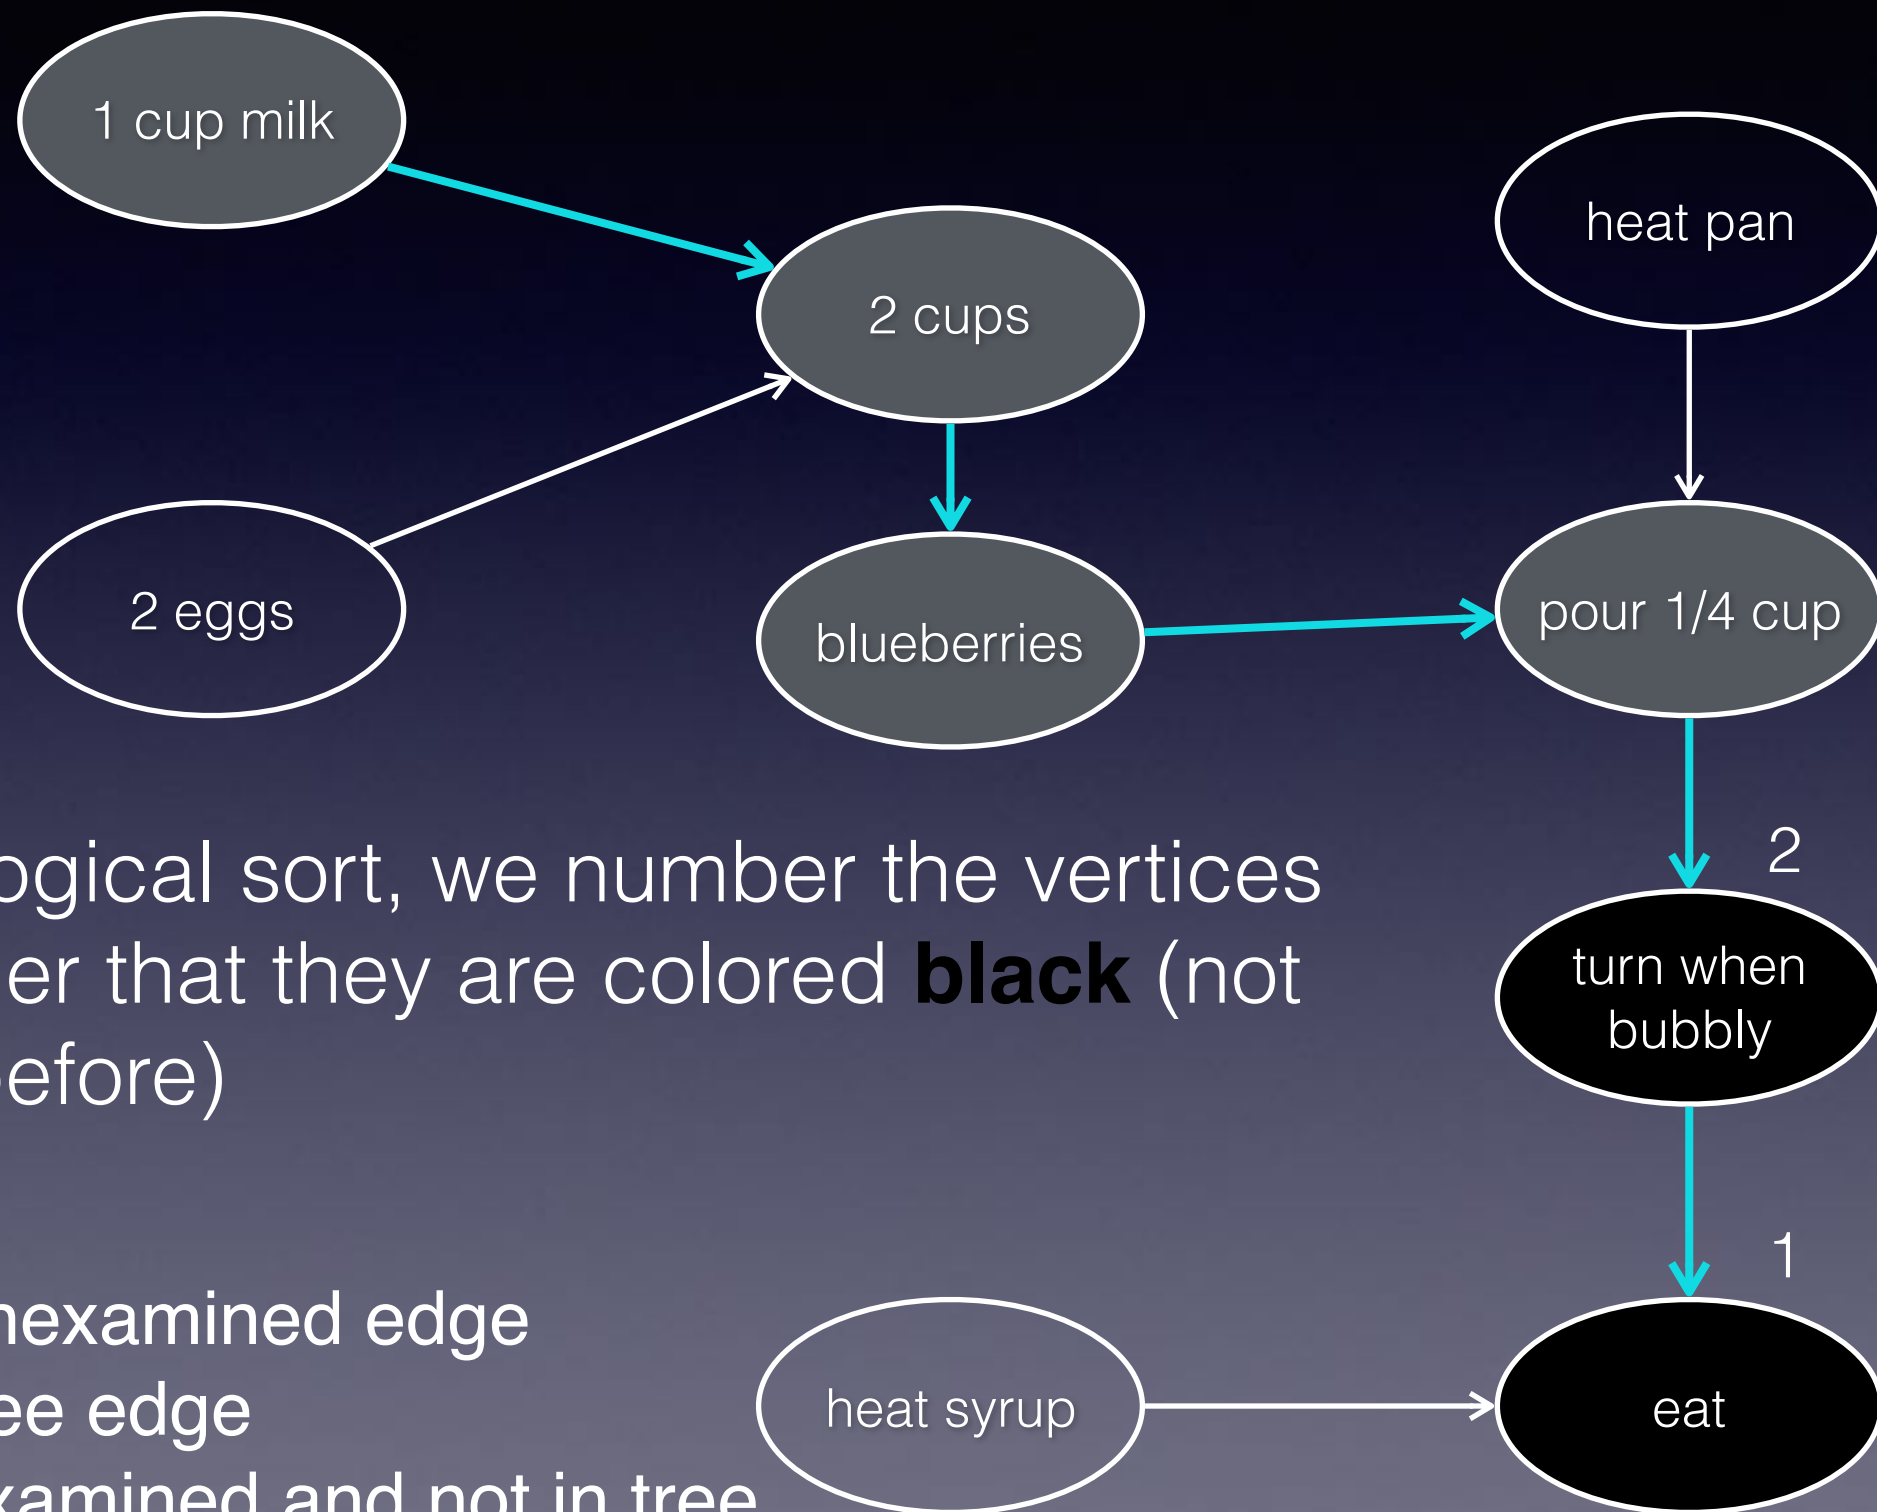 1 cup milk
heat pan
2 cups
2 eggs
blueberries
pour 1/4 cup
2
ogical sort, we number the vertices
er that they are colored black (not
efore)
turn when
bubbly
1
nexamined edge
ee edge
xamined and not in tree
heat syrup
eat